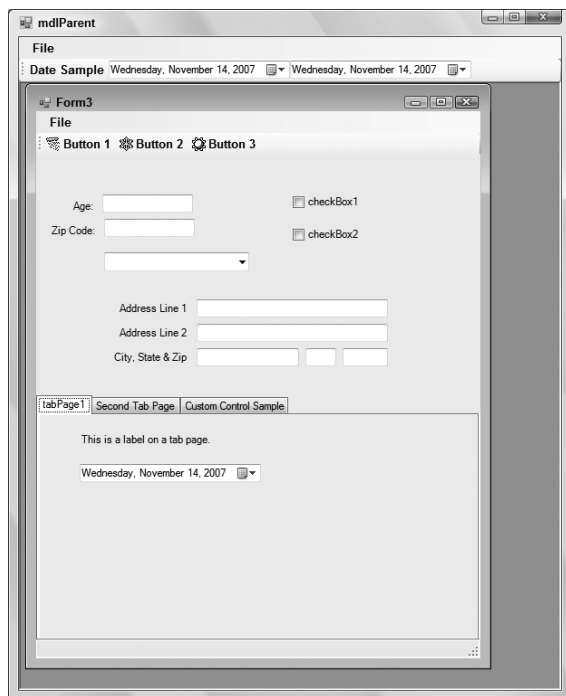 mdlParent
File
Date Sample Wednesday, November 14, 2007 Wednesday, November 14, 2007
Form3
File
Button 1 Button 2 Button 3
Age:
checkBox1
Zip Code:
checkBox2
Address Line 1
Address Line 2
City, State & Zip
tabPage1 Second Tab Page Custom Control Sample
This is a label on a tab page.
Wednesday, November 14, 2007